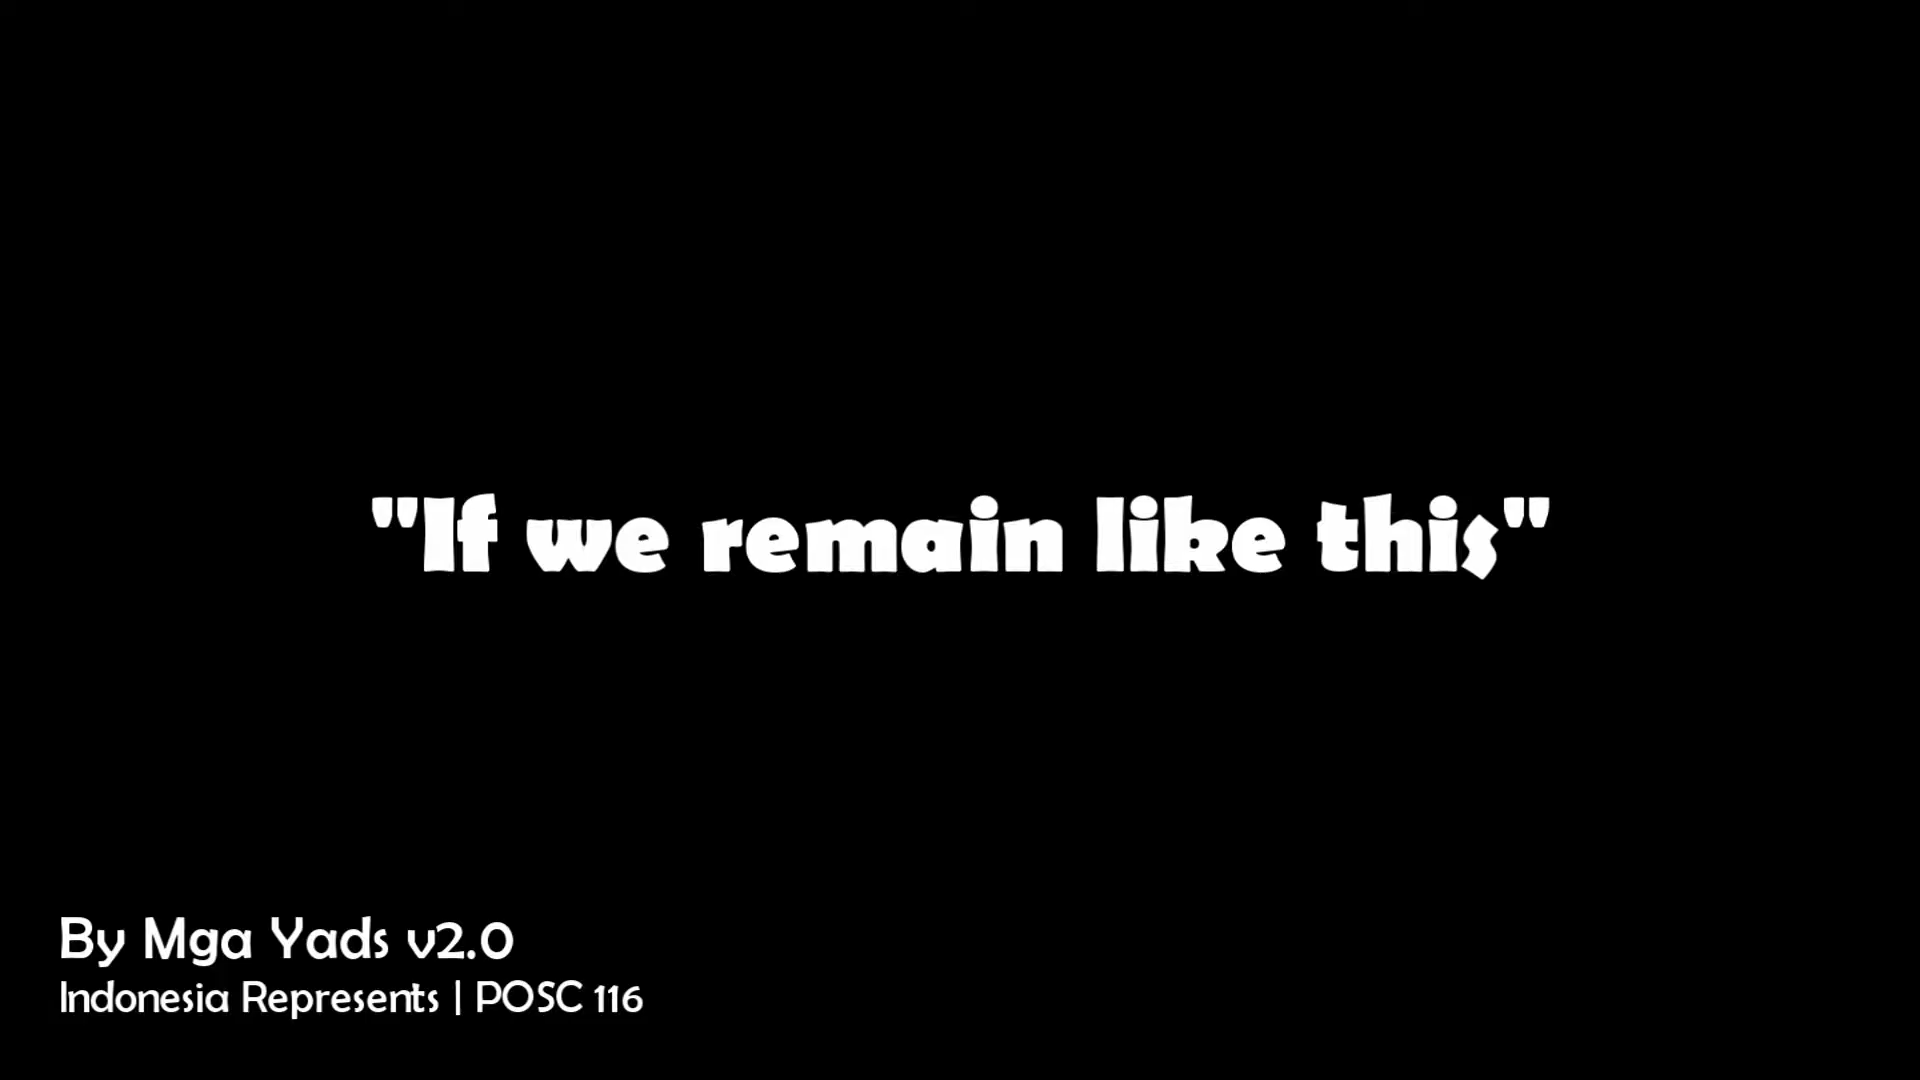 "If we remain like this"
By Mga Yads v2.0
Indonesia Represents | POSC 116